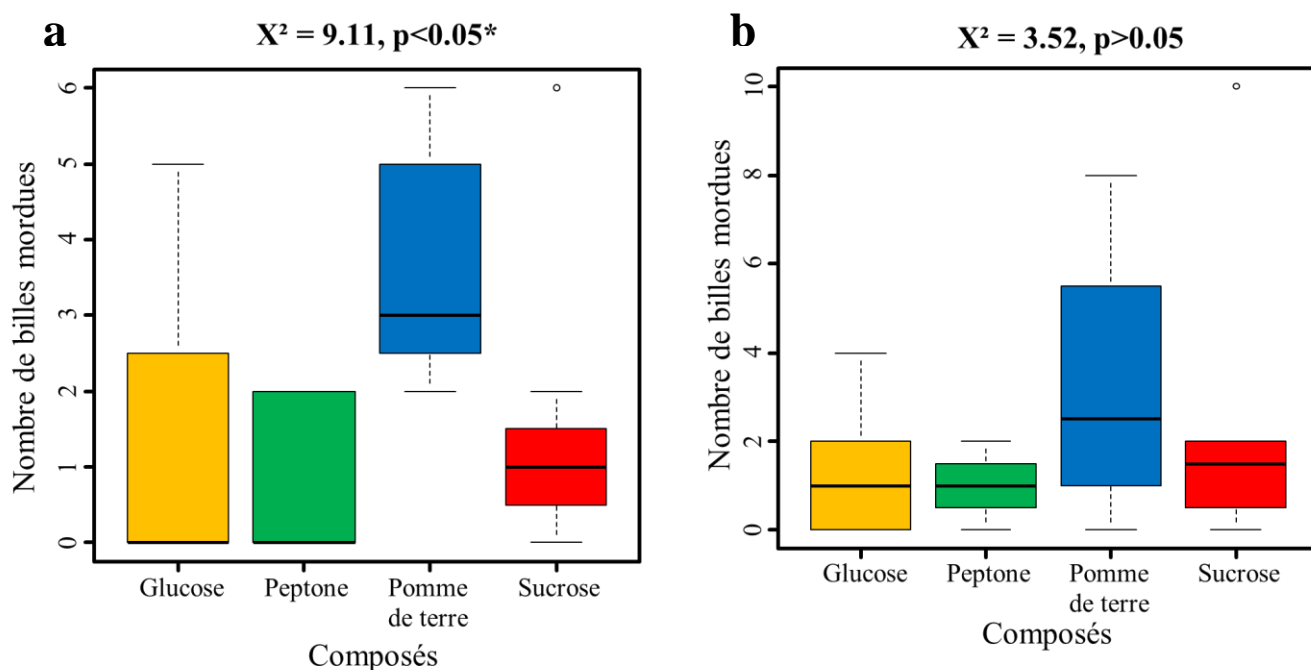 a
X² = 9.11, p<0.05*
Nombre de billes mordues
6
5
4
3
2
1
0
Glucose
Peptone
Pomme
de terre
Sucrose
Composés
b
X² = 3.52, p>0.05
Nombre de billes mordues
10
8
6
4
2
0
Glucose
Peptone
Pomme
de terre
Sucrose
Composés